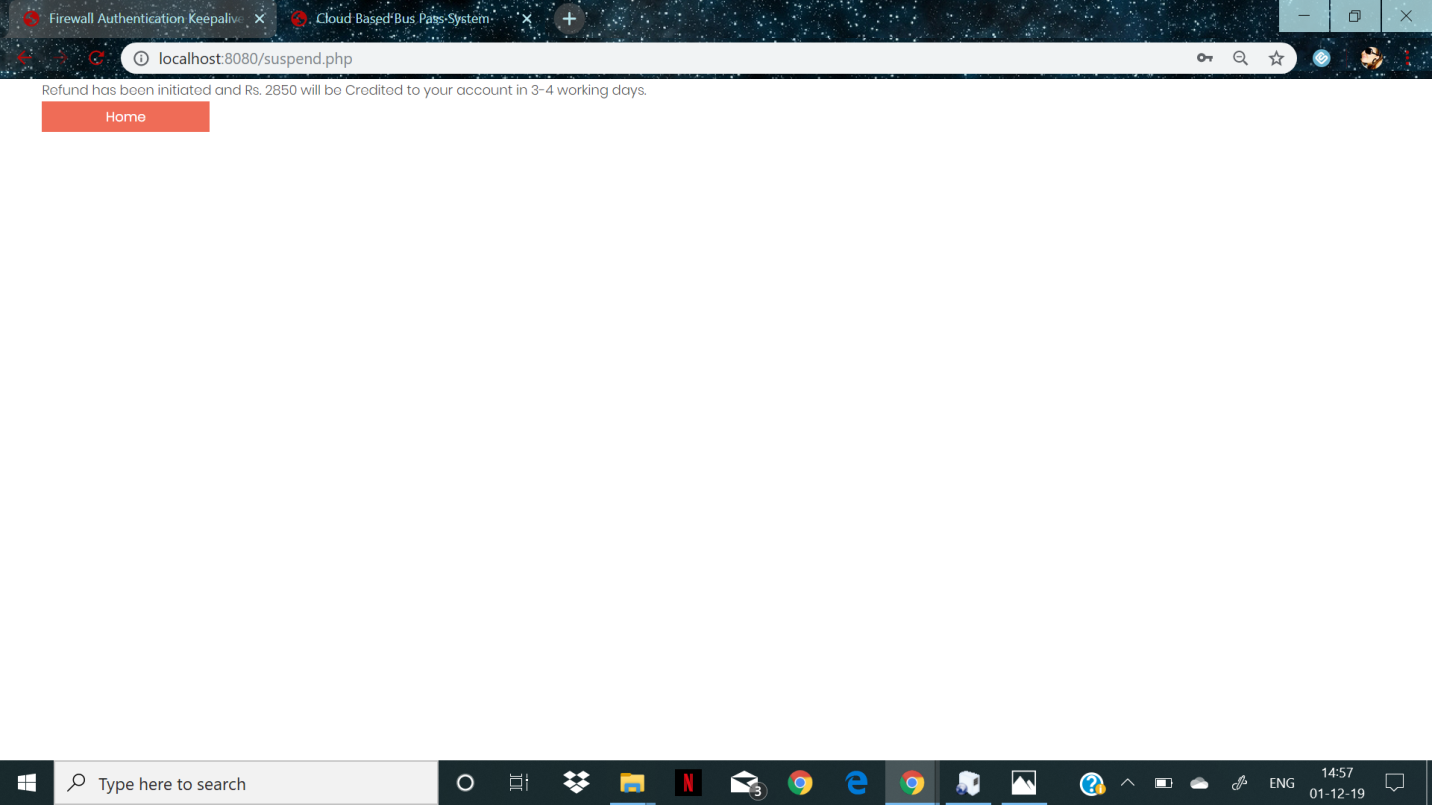 Firewall Authentication Keepalive
Cloud Based Bus Pass System
localhost:8080/suspend.php
Refund has been initiated and Rs. 2850 will be Credited to your account in 3-4 working days.
Home
Type here to search
N
3
ENG
14:57
01-12-19